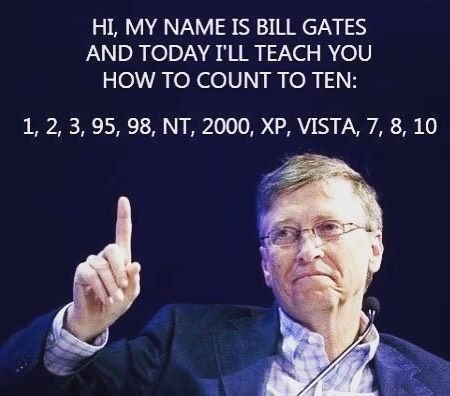 HI, MY NAME IS BILL GATES
AND TODAY I'LL TEACH YOU
HOW TO COUNT TO TEN:
1, 2, 3, 95, 98, NT, 2000, XP, VISTA, 7, 8, 10